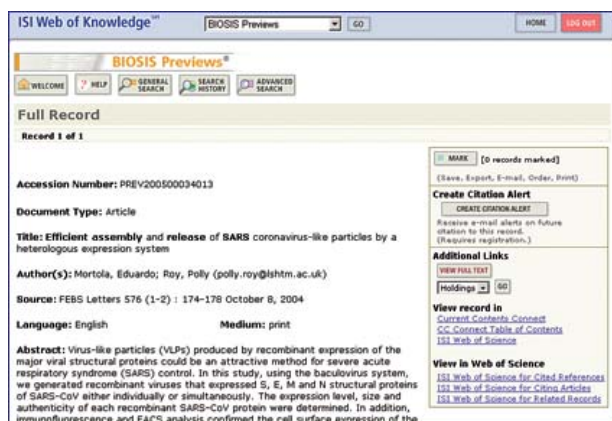 ISI Web of Knowledge℠
BIOSIS Previews
GO
HOME
LOG OUT
BIOSIS Previews®
WELCOME
? HELP
GENERAL SEARCH
SEARCH HISTORY
ADVANCED SEARCH
Full Record
Record 1 of 1
Accession Number: PREV200500034013
Document Type: Article
Title: Efficient assembly and release of SARS coronavirus-like particles by a
heterologous expression system
Author(s): Mortola, Eduardo; Roy, Polly (polly.roy@lshtm.ac.uk)
Source: FEBS Letters 576 (1-2) : 174-178 October 8, 2004
Language: English Medium: print
Abstract: Virus-like particles (VLPs) produced by recombinant expression of the
major viral structural proteins could be an attractive method for severe acute
respiratory syndrome (SARS) control. In this study, using the baculovirus system,
we generated recombinant viruses that expressed S, E, M and N structural proteins
of SARS-CoV either individually or simultaneously. The expression level, size and
authenticity of each recombinant SARS-CoV protein were determined. In addition,
immunofluorescence and FACS analysis confirmed the cell surface expression of the
MARK [0 records marked]
(Save, Export, E-mail, Order, Print)
Create Citation Alert
CREATE CITATION ALERT
Receive e-mail alerts on future
citation to this record.
(Requires registration.)
Additional Links
VIEW FULL TEXT
Holdings GO
View record in
Current Contents Connect
CC Connect Table of Contents
ISI Web of Science
View in Web of Science
ISI Web of Science for Cited References
ISI Web of Science for Citing Articles
ISI Web of Science for Related Records